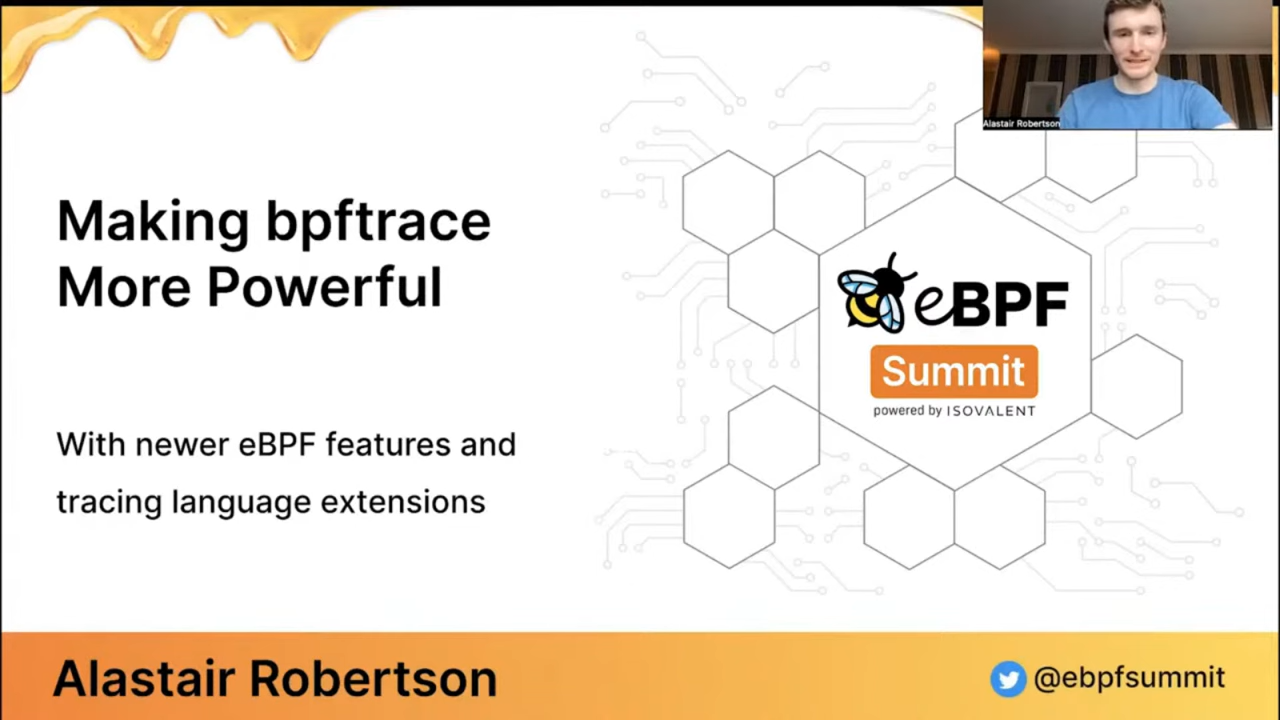 Making bpftrace
More Powerful
With newer eBPF features and
tracing language extensions
Alastair Robertson
eBPF
Summit
powered by ISOVALENT
Alastair Robertson
@ebpfsummit